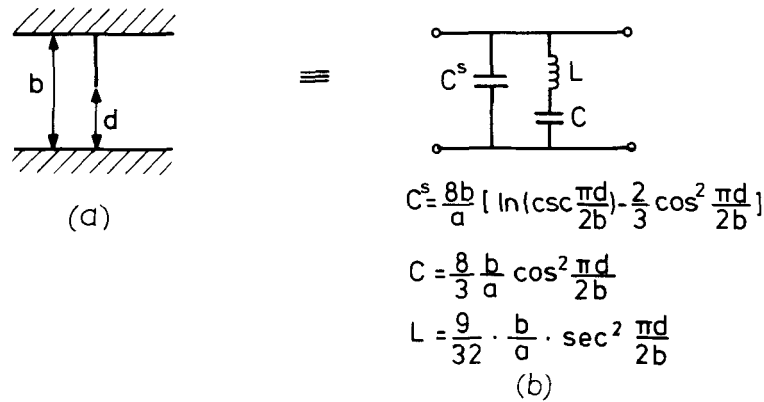 b
d
(a)
≡
C^s
L
C
C^s = 8b/a [ ln(csc πd/2b) - 2/3 cos² πd/2b ]
C = 8/3 b/a cos² πd/2b
L = 9/32 · b/a · sec² πd/2b
(b)